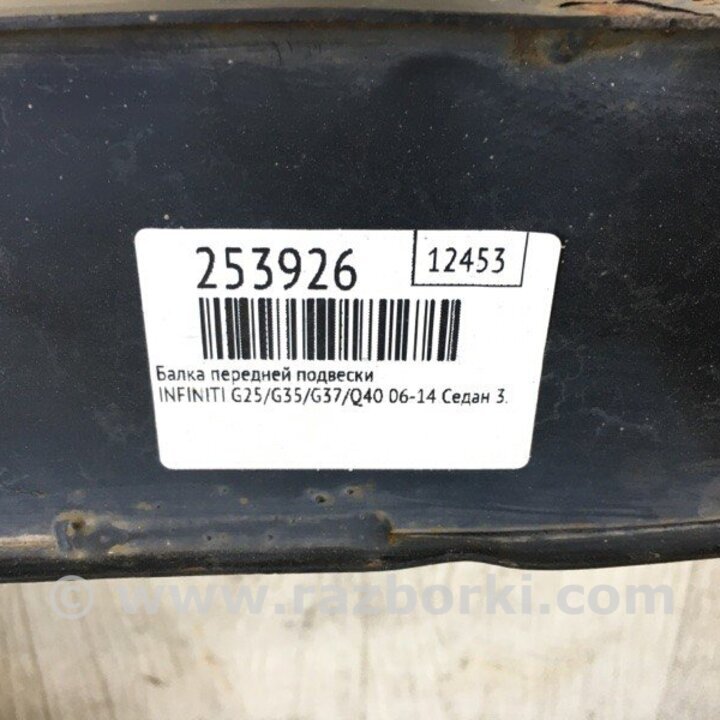 253926
12453
Балка передней подвески
INFINITI G25/G35/G37/Q40 06-14 Седан 3.
© www.razborki.com